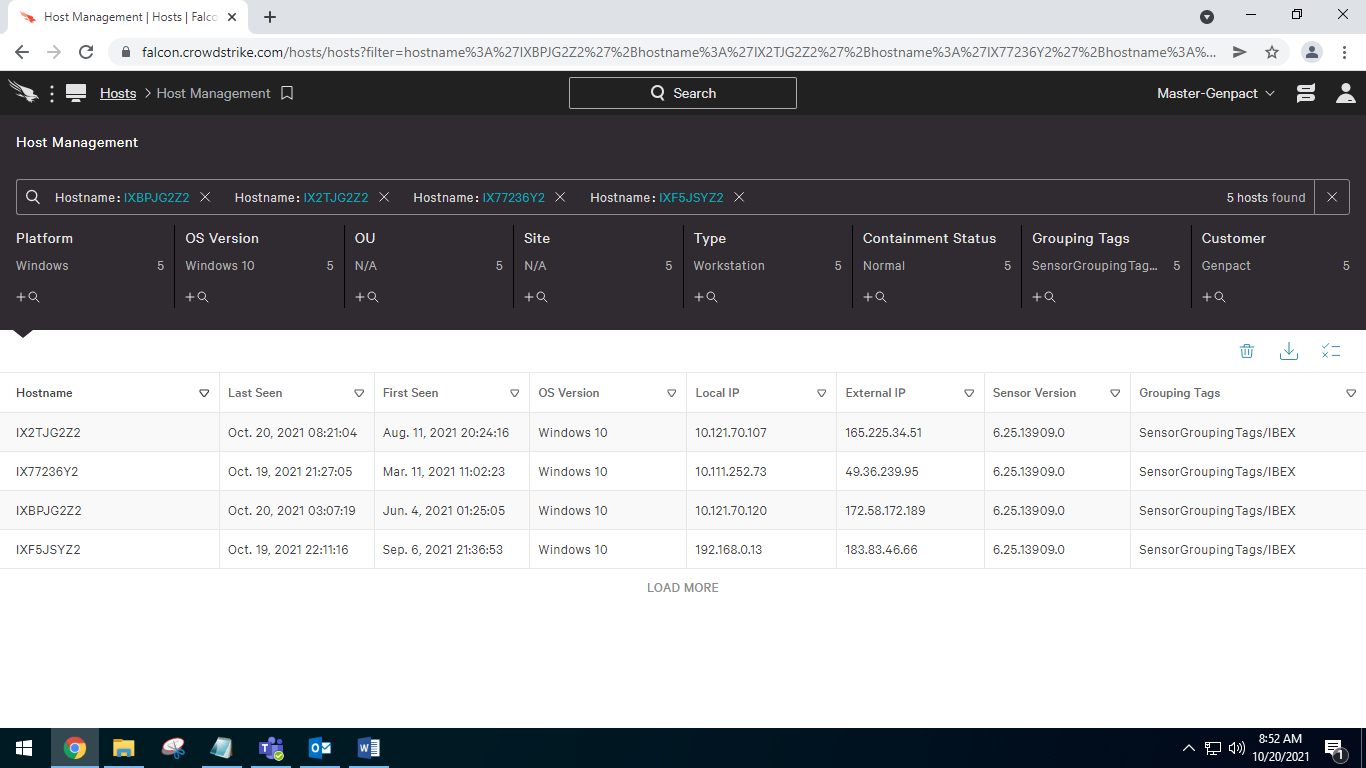 Host Management | Hosts | Falc
falcon.crowdstrike.com/hosts/hosts?filter=hostname%3A%27IXBPJG2Z2%27%2Bhostname%3A%27IX2TJG2Z2%27%2Bhostname%3A%27IX77236Y2%27%2Bhostname%3A%...
Hosts > Host Management Search Master-Genpact
Host Management
Hostname: IXBPJG2Z2 Hostname: IX2TJG2Z2 Hostname: IX77236Y2 Hostname: IXF5JSYZ2 5 hosts found
Platform OS Version OU Site Type Containment Status Grouping Tags Customer
Windows 5 Windows 10 5 N/A 5 N/A 5 Workstation 5 Normal 5 SensorGroupingTag... 5 Genpact 5
Hostname Last Seen First Seen OS Version Local IP External IP Sensor Version Grouping Tags
IX2TJG2Z2 Oct. 20, 2021 08:21:04 Aug. 11, 2021 20:24:16 Windows 10 10.121.70.107 165.225.34.51 6.25.13909.0 SensorGroupingTags/IBEX
IX77236Y2 Oct. 19, 2021 21:27:05 Mar. 11, 2021 11:02:23 Windows 10 10.111.252.73 49.36.239.95 6.25.13909.0 SensorGroupingTags/IBEX
IXBPJG2Z2 Oct. 20, 2021 03:07:19 Jun. 4, 2021 01:25:05 Windows 10 10.121.70.120 172.58.172.189 6.25.13909.0 SensorGroupingTags/IBEX
IXF5JSYZ2 Oct. 19, 2021 22:11:16 Sep. 6, 2021 21:36:53 Windows 10 192.168.0.13 183.83.46.66 6.25.13909.0 SensorGroupingTags/IBEX
LOAD MORE
8:52 AM
10/20/2021
1